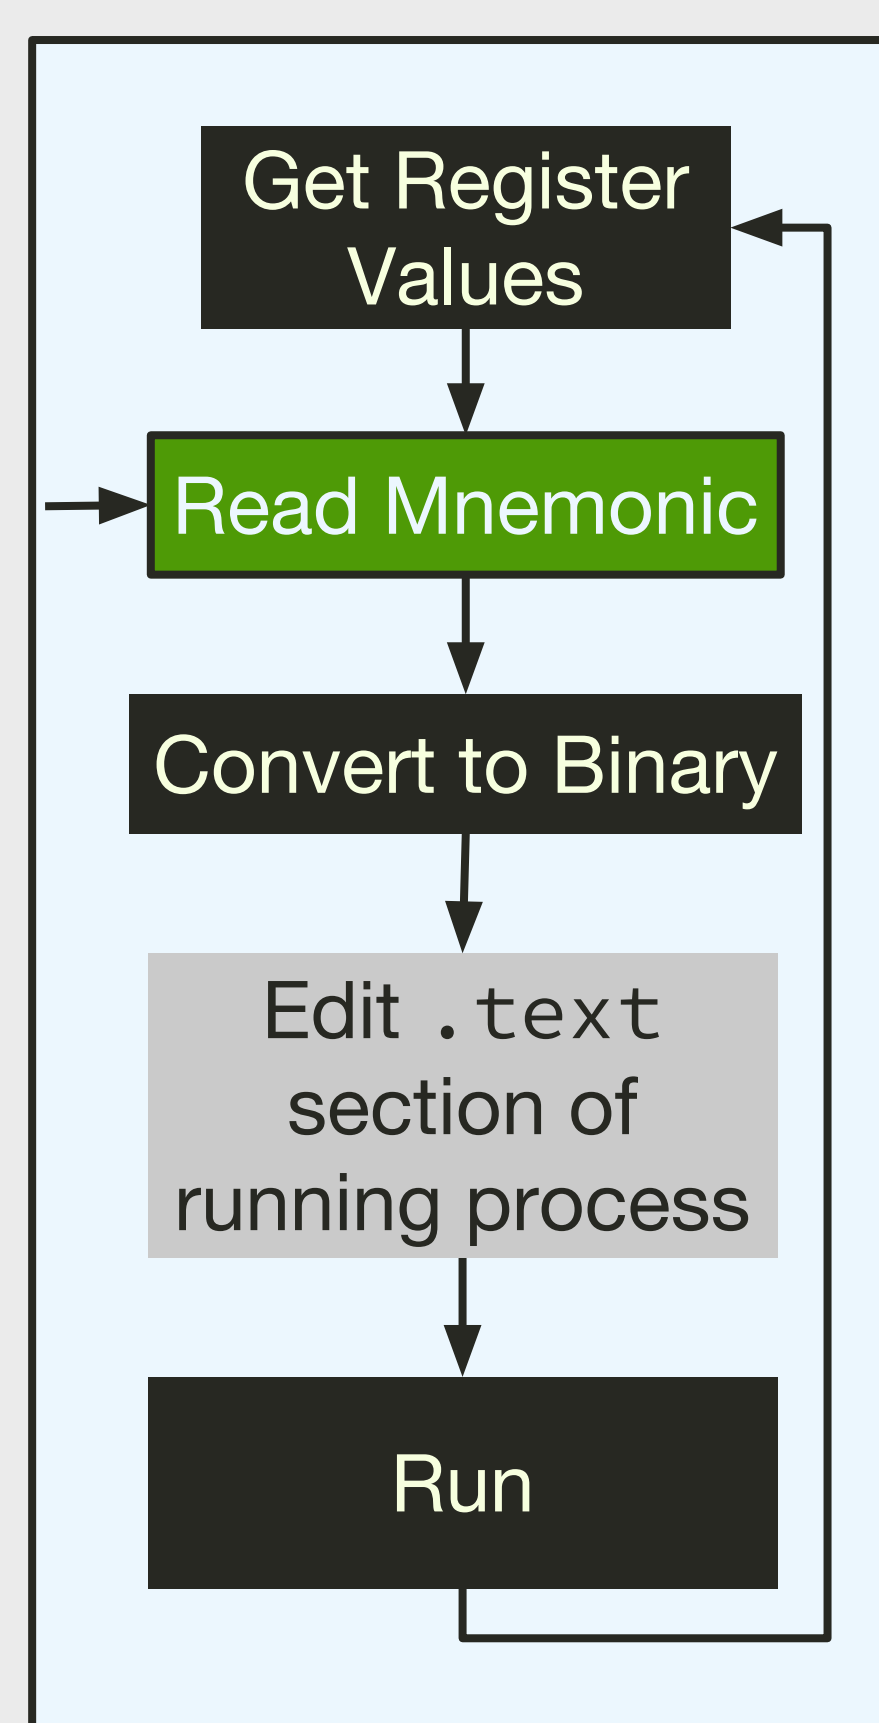 Get Register
Values
Read Mnemonic
Convert to Binary
Edit .text
section of
running process
Run